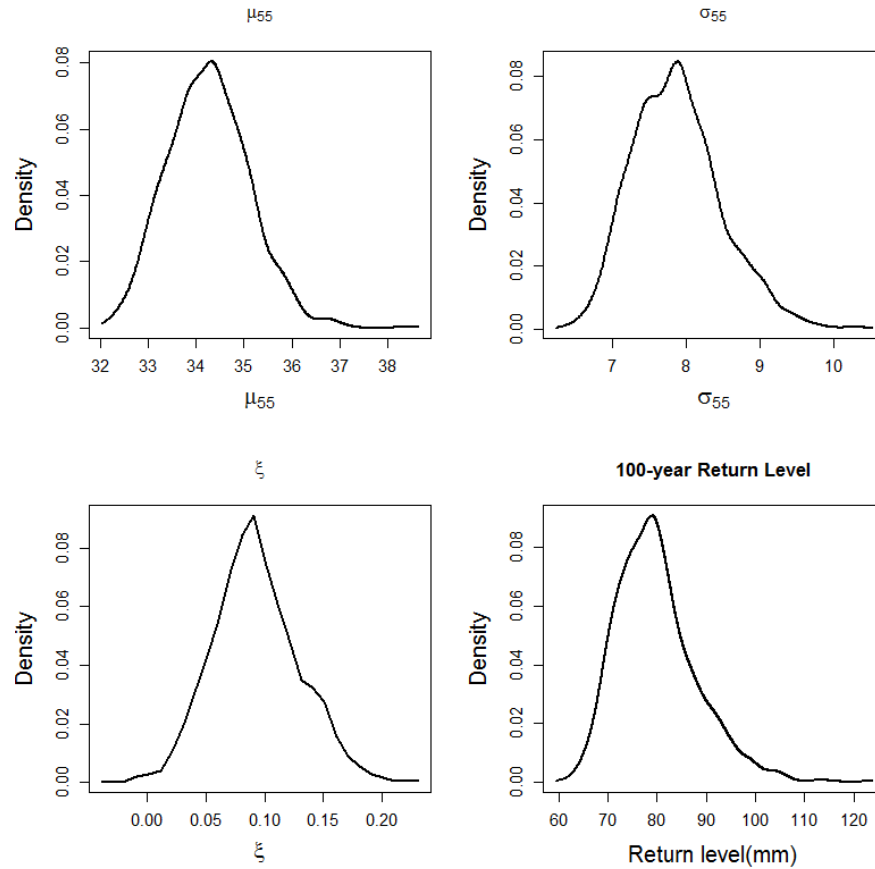 μ55
Density
0.00 0.02 0.04 0.06 0.08
32 33 34 35 36 37 38
μ55
σ55
Density
0.00 0.02 0.04 0.06 0.08
7 8 9 10
σ55
ξ
Density
0.00 0.02 0.04 0.06 0.08
0.00 0.05 0.10 0.15 0.20
ξ
100-year Return Level
Density
0.00 0.02 0.04 0.06 0.08
60 70 80 90 100 110 120
Return level(mm)